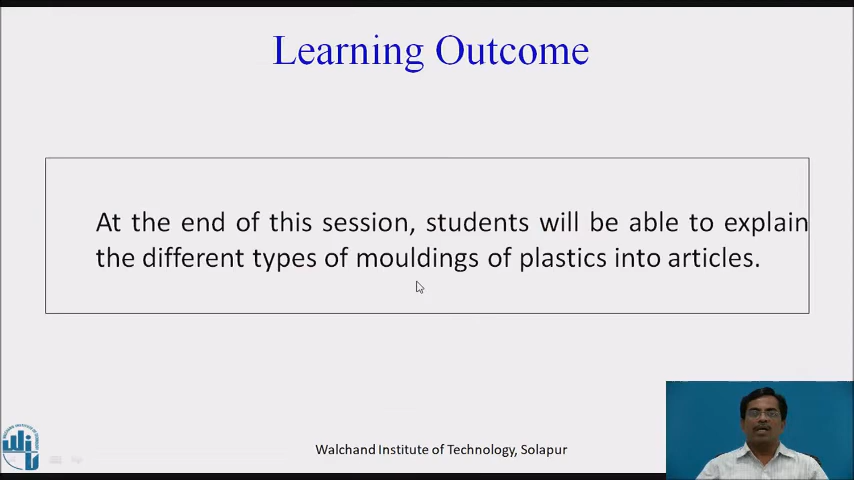 Learning Outcome
At the end of this session, students will be able to explain
the different types of mouldings of plastics into articles.
Walchand Institute of Technology, Solapur